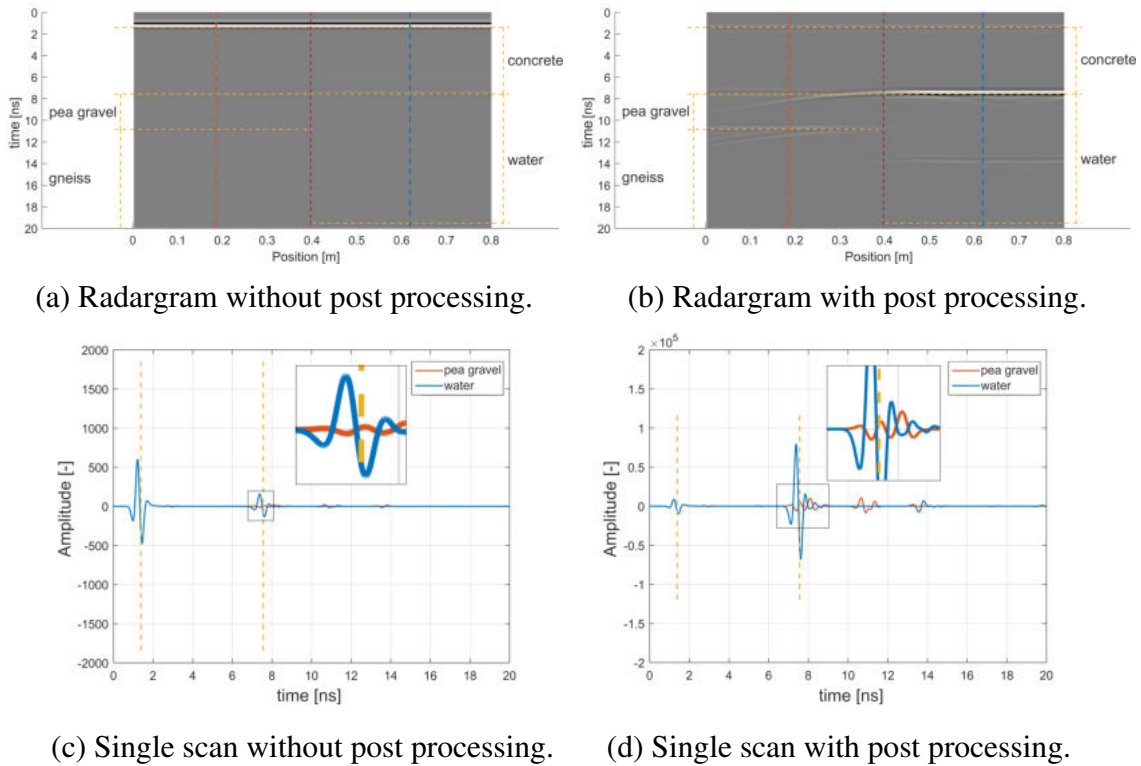 0
2
4
6
8
10
12
14
16
18
20
time [ns]
pea gravel
gneiss
concrete
water
0 0.1 0.2 0.3 0.4 0.5 0.6 0.7 0.8
Position [m]
0
2
4
6
8
10
12
14
16
18
20
time [ns]
pea gravel
gneiss
concrete
water
0 0.1 0.2 0.3 0.4 0.5 0.6 0.7 0.8
Position [m]
(a) Radargram without post processing.
(b) Radargram with post processing.
2000
1500
1000
500
0
-500
-1000
-1500
-2000
Amplitude [-]
pea gravel
water
0 2 4 6 8 10 12 14 16 18 20
time [ns]
×10⁵
2
1.5
1
0.5
0
-0.5
-1
-1.5
-2
Amplitude [-]
pea gravel
water
0 2 4 6 8 10 12 14 16 18 20
time [ns]
(c) Single scan without post processing.
(d) Single scan with post processing.